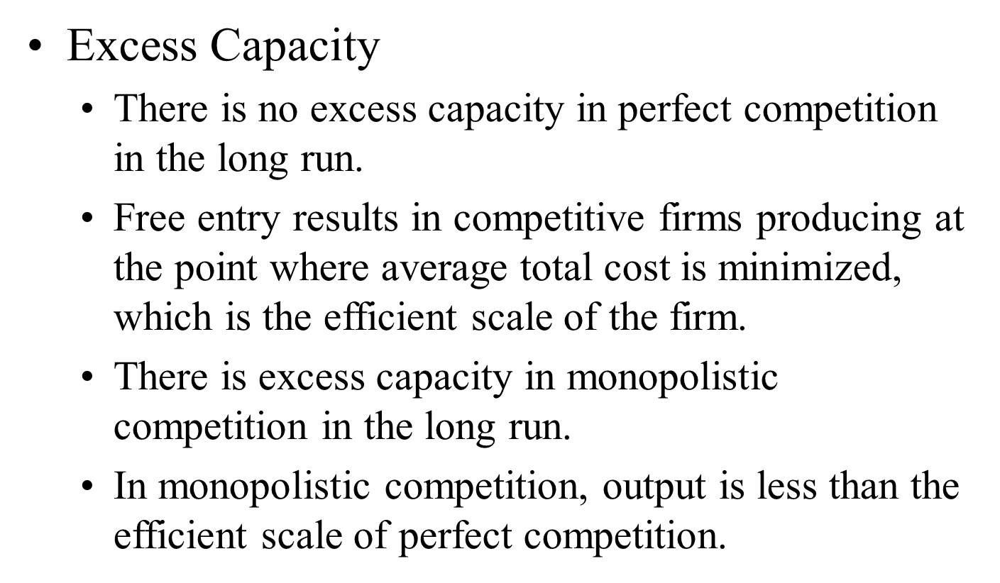 • Excess Capacity
• There is no excess capacity in perfect competition
in the long run.
• Free entry results in competitive firms producing at
the point where average total cost is minimized,
which is the efficient scale of the firm.
• There is excess capacity in monopolistic
competition in the long run.
• In monopolistic competition, output is less than the
efficient scale of perfect competition.